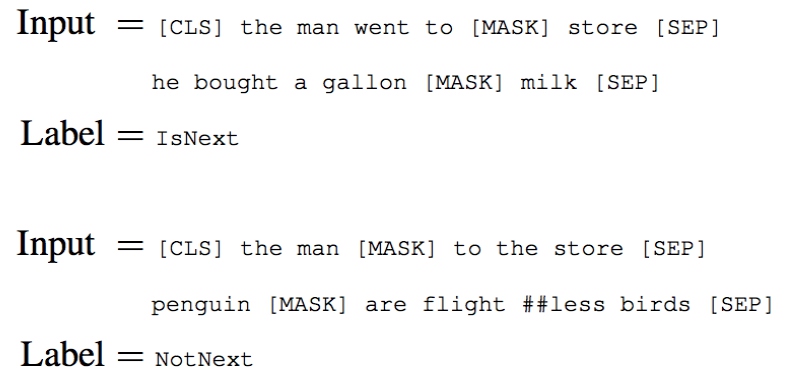 Input = [CLS] the man went to [MASK] store [SEP]
he bought a gallon [MASK] milk [SEP]
Label = IsNext
Input = [CLS] the man [MASK] to the store [SEP]
penguin [MASK] are flight ##less birds [SEP]
Label = NotNext